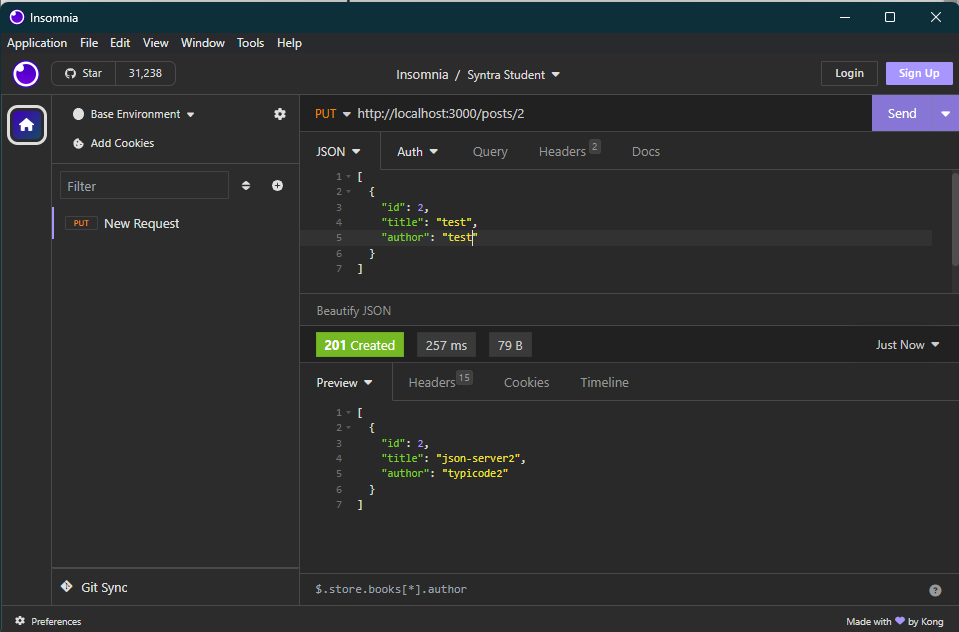 Insomnia
Application File Edit View Window Tools Help
Star 31,238
Insomnia / Syntra Student
Login Sign Up
Base Environment
Add Cookies
Filter
PUT New Request
PUT http://localhost:3000/posts/2 Send
JSON Auth Query Headers 2 Docs
1 [
2 {
3 "id": 2,
4 "title": "test",
5 "author": "test"
6 }
7 ]
Beautify JSON
201 Created 257 ms 79 B Just Now
Preview Headers 15 Cookies Timeline
1 [
2 {
3 "id": 2,
4 "title": "json-server2",
5 "author": "typicode2"
6 }
7 ]
Git Sync
$.store.books[*].author ?
Preferences
Made with 💜 by Kong